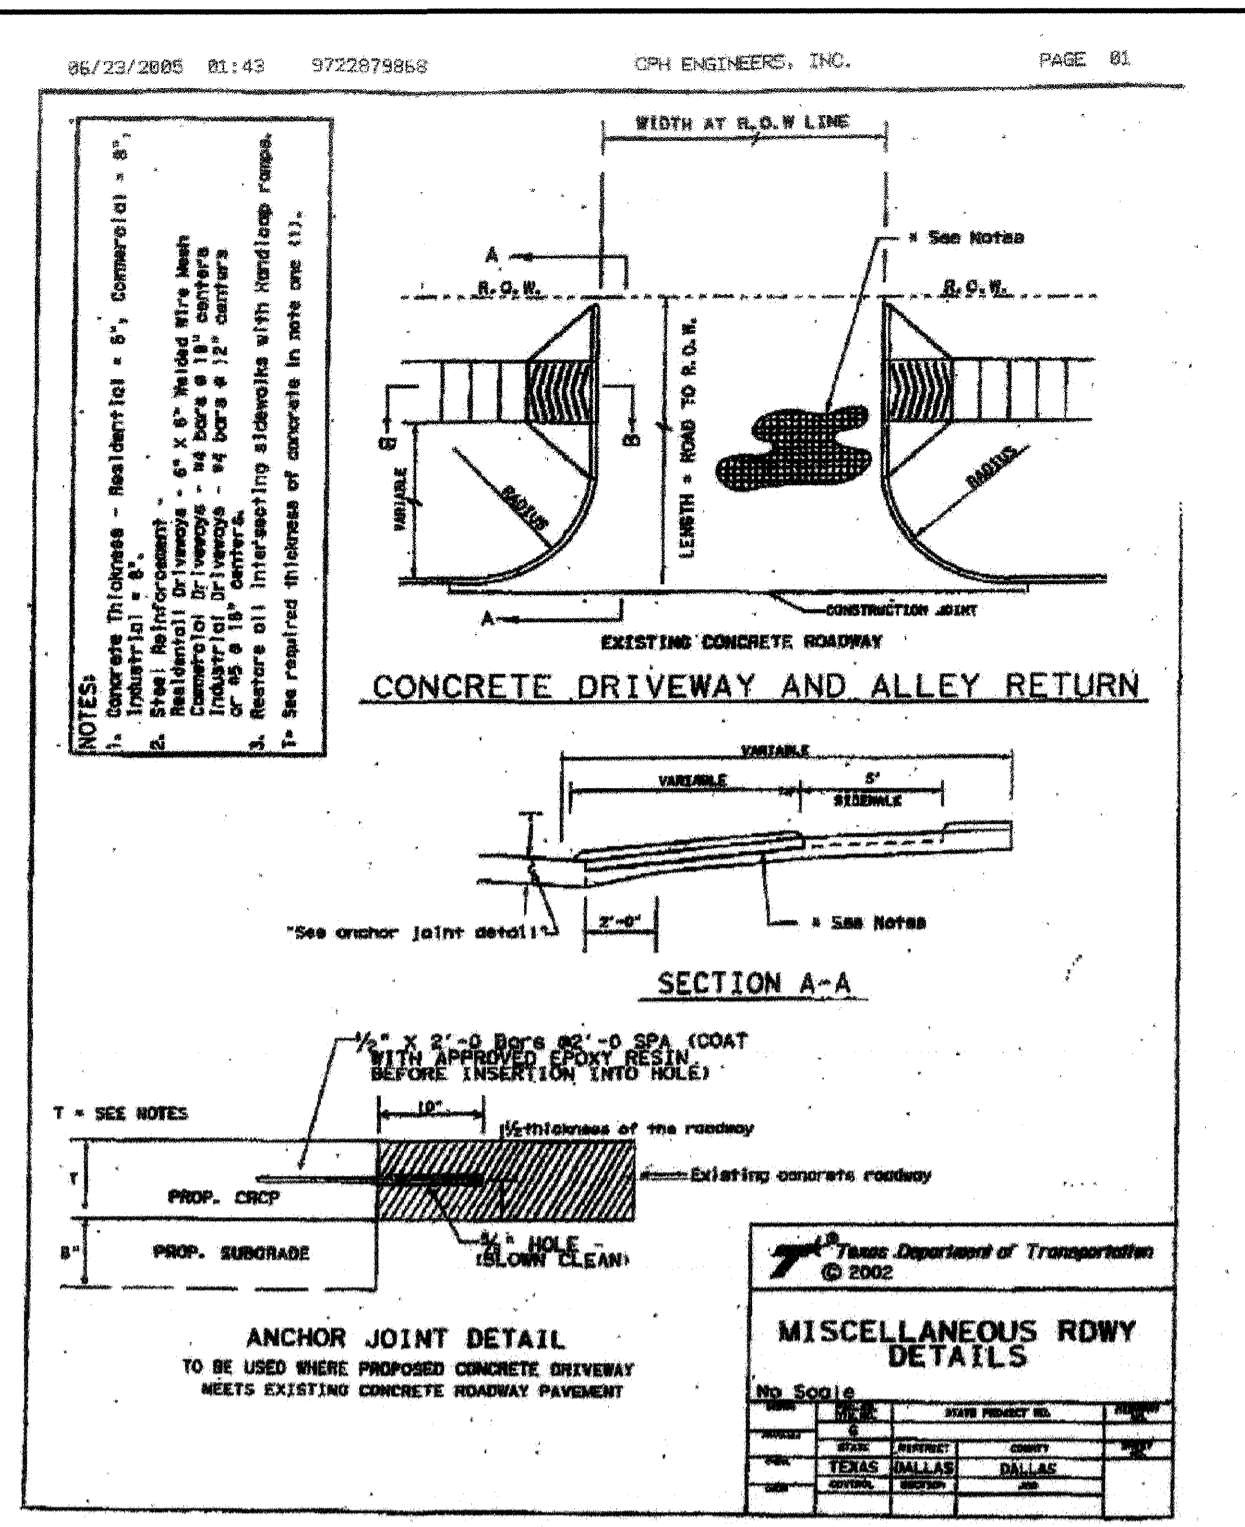 06/23/2005 01:43 9722879868 CPH ENGINEERS, INC. PAGE 01
NOTES:
1. Concrete Thickness - Residential = 6", Commercial = 8",
Industrial = 8".
2. Steel Reinforcement -
Residentail Driveways - 6" X 6" Welded Wire Mesh
Commercial Driveways - #4 bars @ 18" centers
Industrial Driveways - #4 bars @ 12" centers
or #5 @ 18" centers.
3. Restore all intersecting sidewalks with Handicap ramps.
T= See required thickness of concrete in note one (1).
WIDTH AT R.O.W LINE
* See Notes
A
R.O.W.
R.O.W.
LENGTH = ROAD TO R.O.W.
B
B
VARIABLE
RADIUS
RADIUS
A
CONSTRUCTION JOINT
EXISTING CONCRETE ROADWAY
CONCRETE DRIVEWAY AND ALLEY RETURN
VARIABLE
VARIABLE
5'
SIDEWALK
"See anchor joint detail"
2'-0"
* See Notes
SECTION A-A
½" X 2'-0 Bars @2'-0 SPA (COAT
WITH APPROVED EPOXY RESIN
BEFORE INSERTION INTO HOLE)
T = SEE NOTES
10"
½thickness of the roadway
T
Existing concrete roadway
PROP. CRCP
8"
PROP. SUBGRADE
" HOLE -
(BLOWN CLEAN)
ANCHOR JOINT DETAIL
TO BE USED WHERE PROPOSED CONCRETE DRIVEWAY
MEETS EXISTING CONCRETE ROADWAY PAVEMENT
® Texas Department of Transportation
© 2002
MISCELLANEOUS RDWY
DETAILS
No Scale
STATE PROJECT NO.
6
STATE DISTRICT COUNTY
TEXAS DALLAS DALLAS
CONTROL SECTION JOB